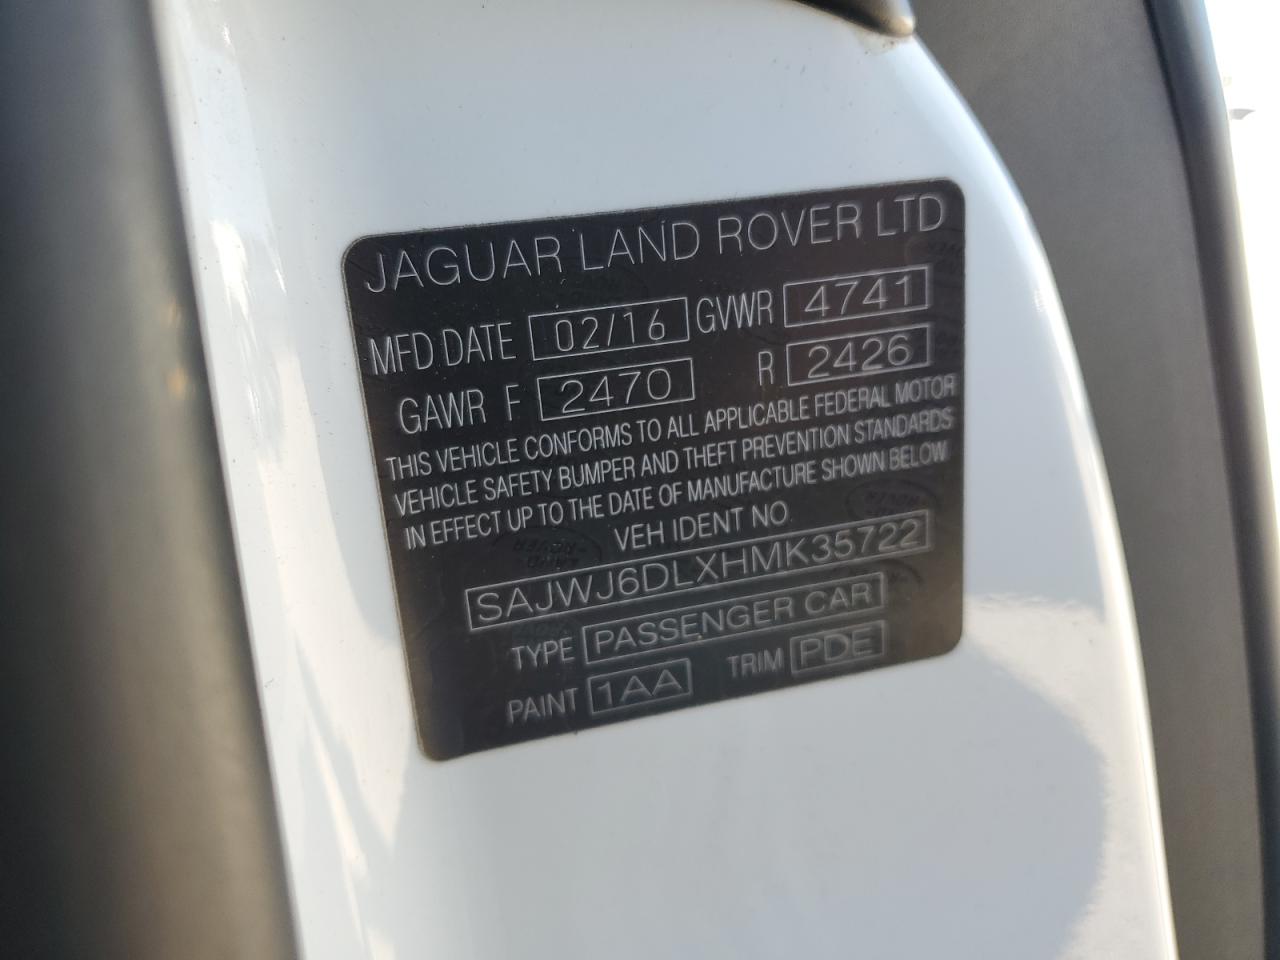 JAGUAR LAND ROVER LTD
MFD DATE 02/16 GVWR 4741
GAWR F 2470 R 2426
THIS VEHICLE CONFORMS TO ALL APPLICABLE FEDERAL MOTOR
VEHICLE SAFETY BUMPER AND THEFT PREVENTION STANDARDS
IN EFFECT UP TO THE DATE OF MANUFACTURE SHOWN BELOW
VEH IDENT NO
SAJWJ6DLXHMK35722
TYPE PASSENGER CAR
PAINT 1AA TRIM PDE